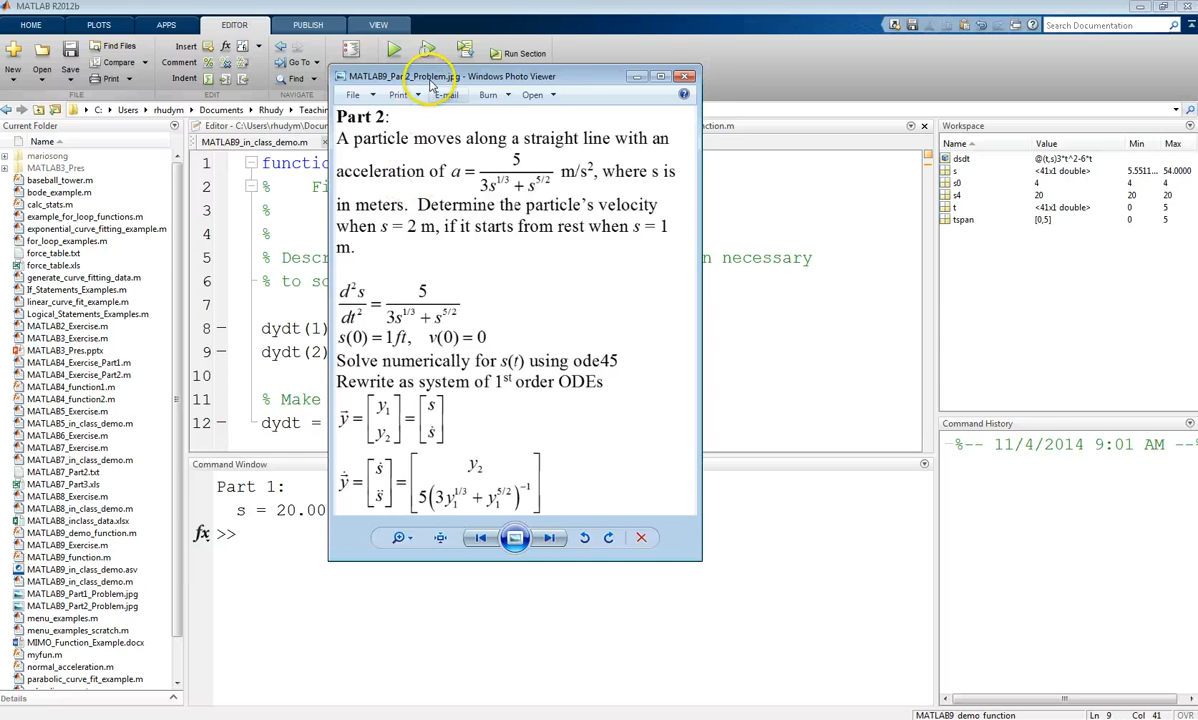 MATLAB R2012b
HOME PLOTS APPS EDITOR PUBLISH VIEW
Search Documentation
New Open Save
Find Files
Compare
Print
Insert
Comment
Indent
Go To
Find
Run Section
FILE EDIT NAVIGATE
C: Users rhudym Documents Rhudy
Current Folder
Name
mariosong
MATLAB3_Pres
baseball_tower.m
bode_example.m
calc_stats.m
example_for_loop_functions.m
exponential_curve_fitting_example.m
for_loop_examples.m
force_table.txt
force_table.xls
generate_curve_fitting_data.m
If_Statements_Examples.m
linear_curve_fit_example.m
Logical_Statements_Examples.m
MATLAB2_Exercise.m
MATLAB3_Exercise.m
MATLAB3_Pres.pptx
MATLAB4_Exercise_Part1.m
MATLAB4_Exercise_Part2.m
MATLAB4_function1.m
MATLAB4_function2.m
MATLAB5_Exercise.m
MATLAB5_in_class_demo.m
MATLAB6_Exercise.m
MATLAB7_Exercise.m
MATLAB7_in_class_demo.m
MATLAB7_Part2.txt
MATLAB7_Part3.xls
MATLAB8_Exercise.m
MATLAB8_in_class_demo.m
MATLAB8_inclass_data.xlsx
MATLAB9_demo_function.m
MATLAB9_Exercise.m
MATLAB9_function.m
MATLAB9_in_class_demo.asv
MATLAB9_in_class_demo.m
MATLAB9_Part1_Problem.jpg
MATLAB9_Part2_Problem.jpg
menu_examples.m
menu_examples_scratch.m
MIMO_Function_Example.docx
myfun.m
normal_acceleration.m
parabolic_curve_fit_example.m
Details
Editor - C:\Users\rhudym\Docum
MATLAB9_in_class_demo.m
1 functio
2 % Fi
3 %
4 %
5 % Descr
n necessary
6 % to so
7
8 dydt(1)
9 dydt(2)
10
11 % Make
12 dydt =
Command Window
Part 1:
s = 20.00
fx >>
MATLAB9_Part2_Problem.jpg - Windows Photo Viewer
File Print E-mail Burn Open
Part 2:
A particle moves along a straight line with an
acceleration of a = 5 / (3s^{1/3} + s^{5/2}) m/s², where s is
in meters. Determine the particle's velocity
when s = 2 m, if it starts from rest when s = 1
m.
d²s/dt² = 5 / (3s^{1/3} + s^{5/2})
s(0) = 1 ft, v(0) = 0
Solve numerically for s(t) using ode45
Rewrite as system of 1st order ODEs
y⃗ = [y₁; y₂] = [s; ṡ]
y⃗̇ = [ṡ; s̈] = [y₂; 5(3y₁^{1/3} + y₁^{5/2})⁻¹]
Workspace
Name Value Min Max
dsdt @(t,s)3*t^2-6*t
s <41x1 double> 5.5511... 54.0000
s0 4 4 4
s4 20 20 20
t <41x1 double> 0 5
tspan [0,5] 0 5
Command History
%-- 11/4/2014 9:01 AM --%
MATLAB9 demo function Ln 9 Col 41 OVR